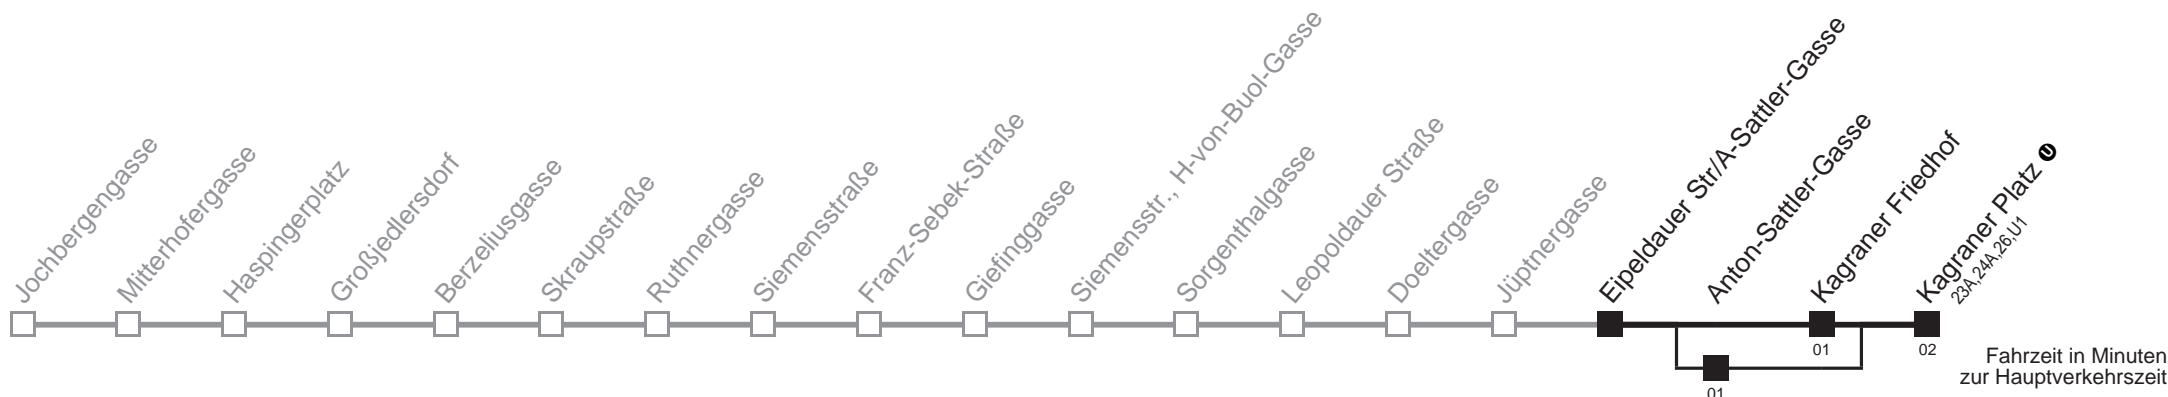 Jochbergengasse
Mitterhofergasse
Haspingerplatz
Großjedlersdorf
Berzeliusgasse
Skraupstraße
Ruthnergasse
Siemensstraße
Franz-Sebek-Straße
Giefinggasse
Siemensstr., H-von-Buol-Gasse
Sorgenthalgasse
Leopoldauer Straße
Doeltergasse
Jüptnergasse
Eipeldauer Str/A-Sattler-Gasse
Anton-Sattler-Gasse
Kagraner Friedhof
Kagraner Platz U
23A,24A,26,U1
01
02
01
Fahrzeit in Minuten
zur Hauptverkehrszeit